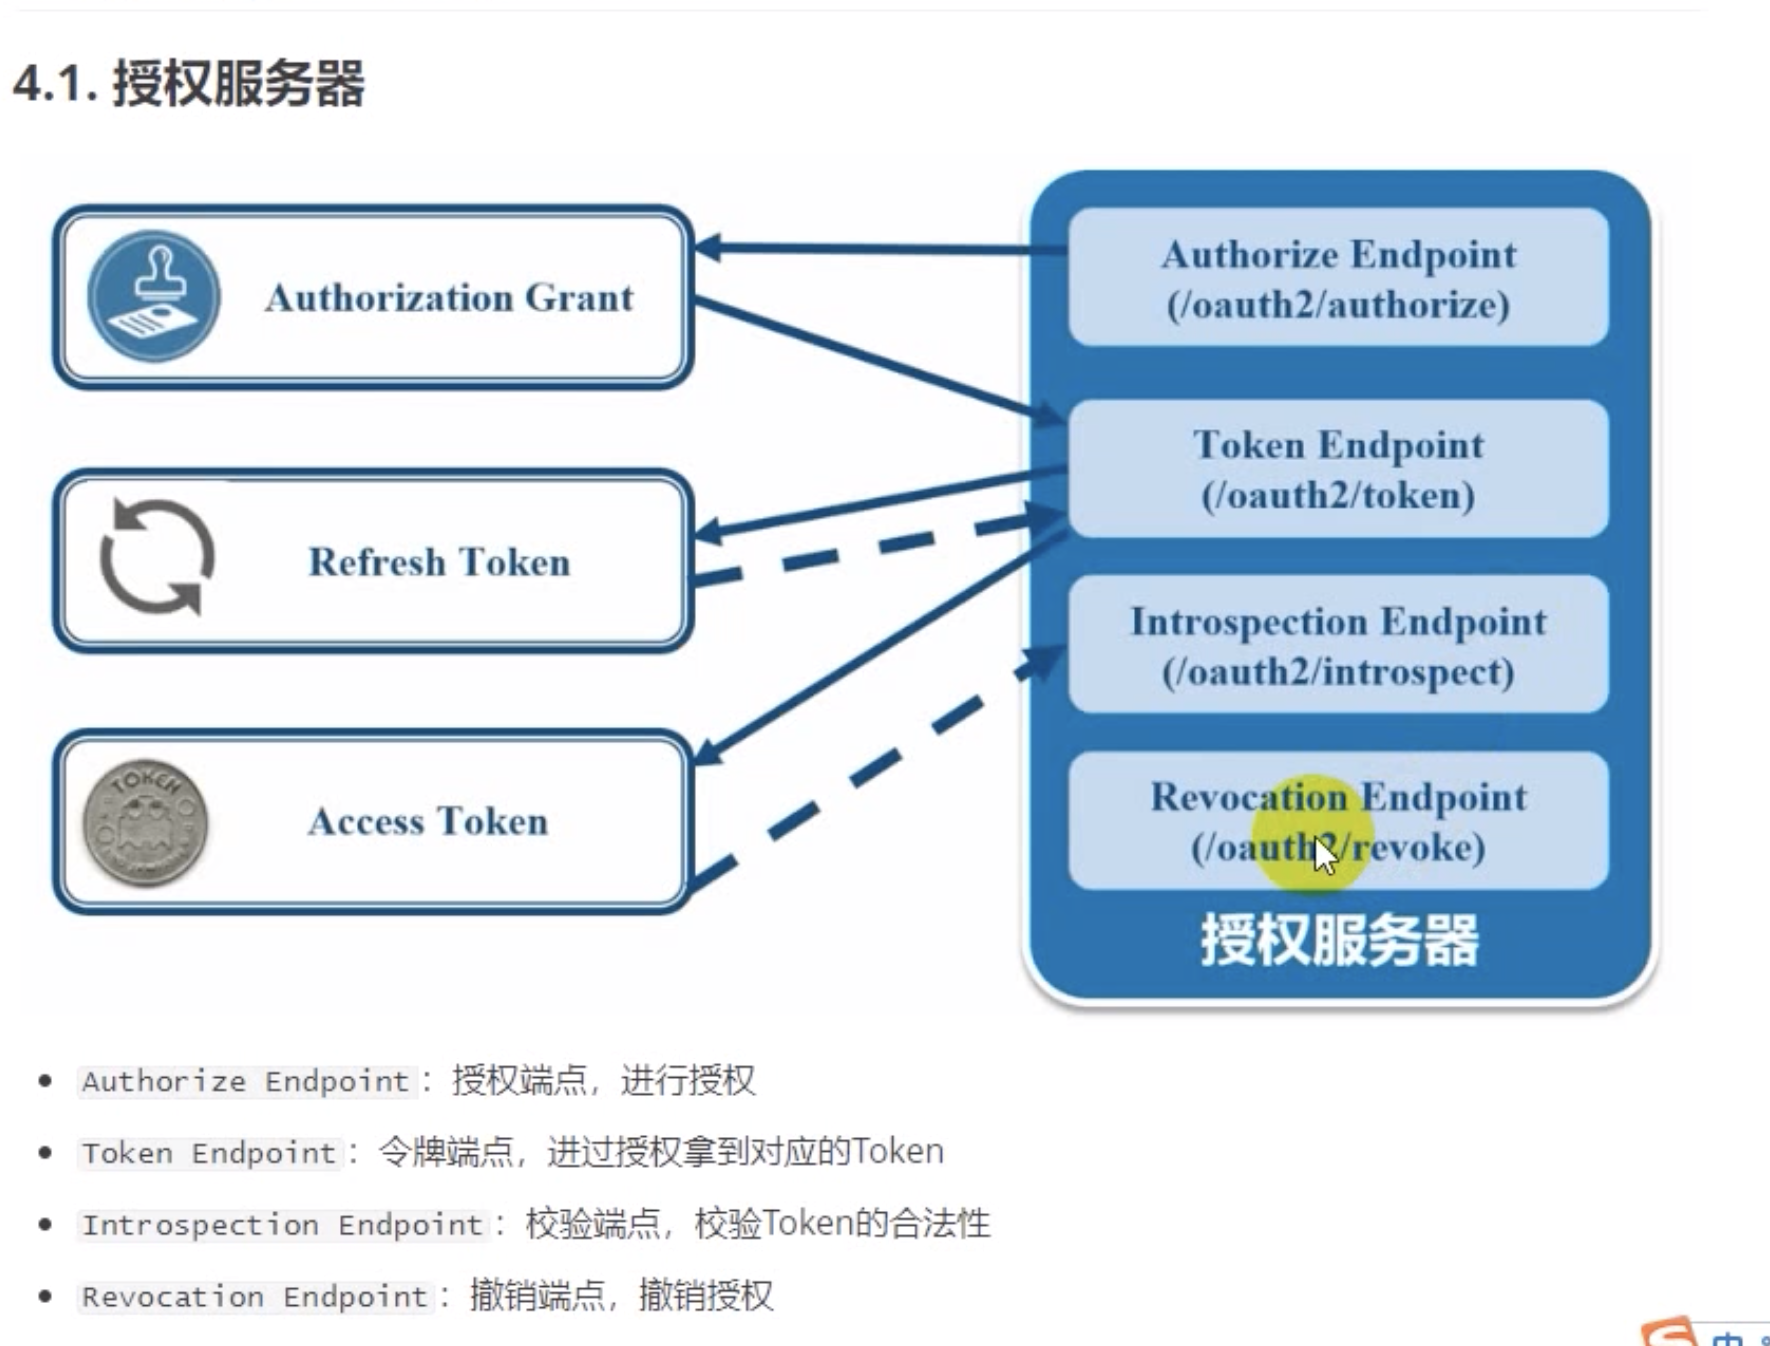 4.1. 授权服务器
Authorization Grant
Refresh Token
TOKEN
Access Token
Authorize Endpoint
(/oauth2/authorize)
Token Endpoint
(/oauth2/token)
Introspection Endpoint
(/oauth2/introspect)
Revocation Endpoint
(/oauth2/revoke)
授权服务器
Authorize Endpoint：授权端点，进行授权
Token Endpoint：令牌端点，进过授权拿到对应的Token
Introspection Endpoint：校验端点，校验Token的合法性
Revocation Endpoint：撤销端点，撤销授权